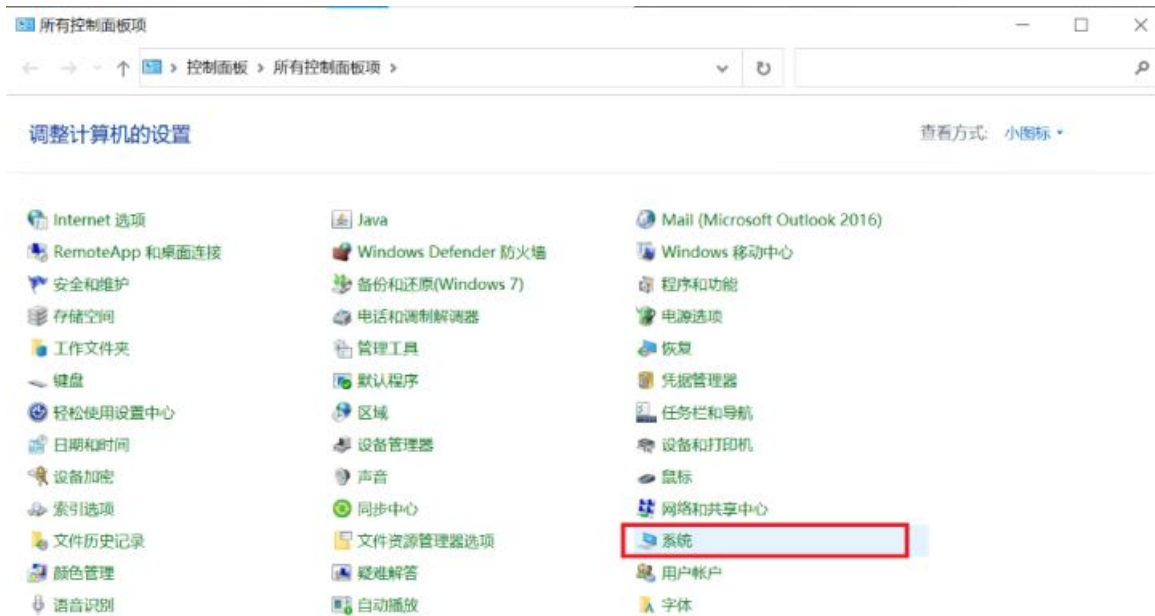 所有控制面板项
控制面板 > 所有控制面板项 >
调整计算机的设置
查看方式: 小图标
Internet 选项 Java Mail (Microsoft Outlook 2016)
RemoteApp 和桌面连接 Windows Defender 防火墙 Windows 移动中心
安全和维护 备份和还原(Windows 7) 程序和功能
存储空间 电话和调制解调器 电源选项
工作文件夹 管理工具 恢复
键盘 默认程序 凭据管理器
轻松使用设置中心 区域 任务栏和导航
日期和时间 设备管理器 设备和打印机
设备加密 声音 鼠标
索引选项 同步中心 网络和共享中心
文件历史记录 文件资源管理器选项 系统
颜色管理 疑难解答 用户帐户
语音识别 自动播放 字体